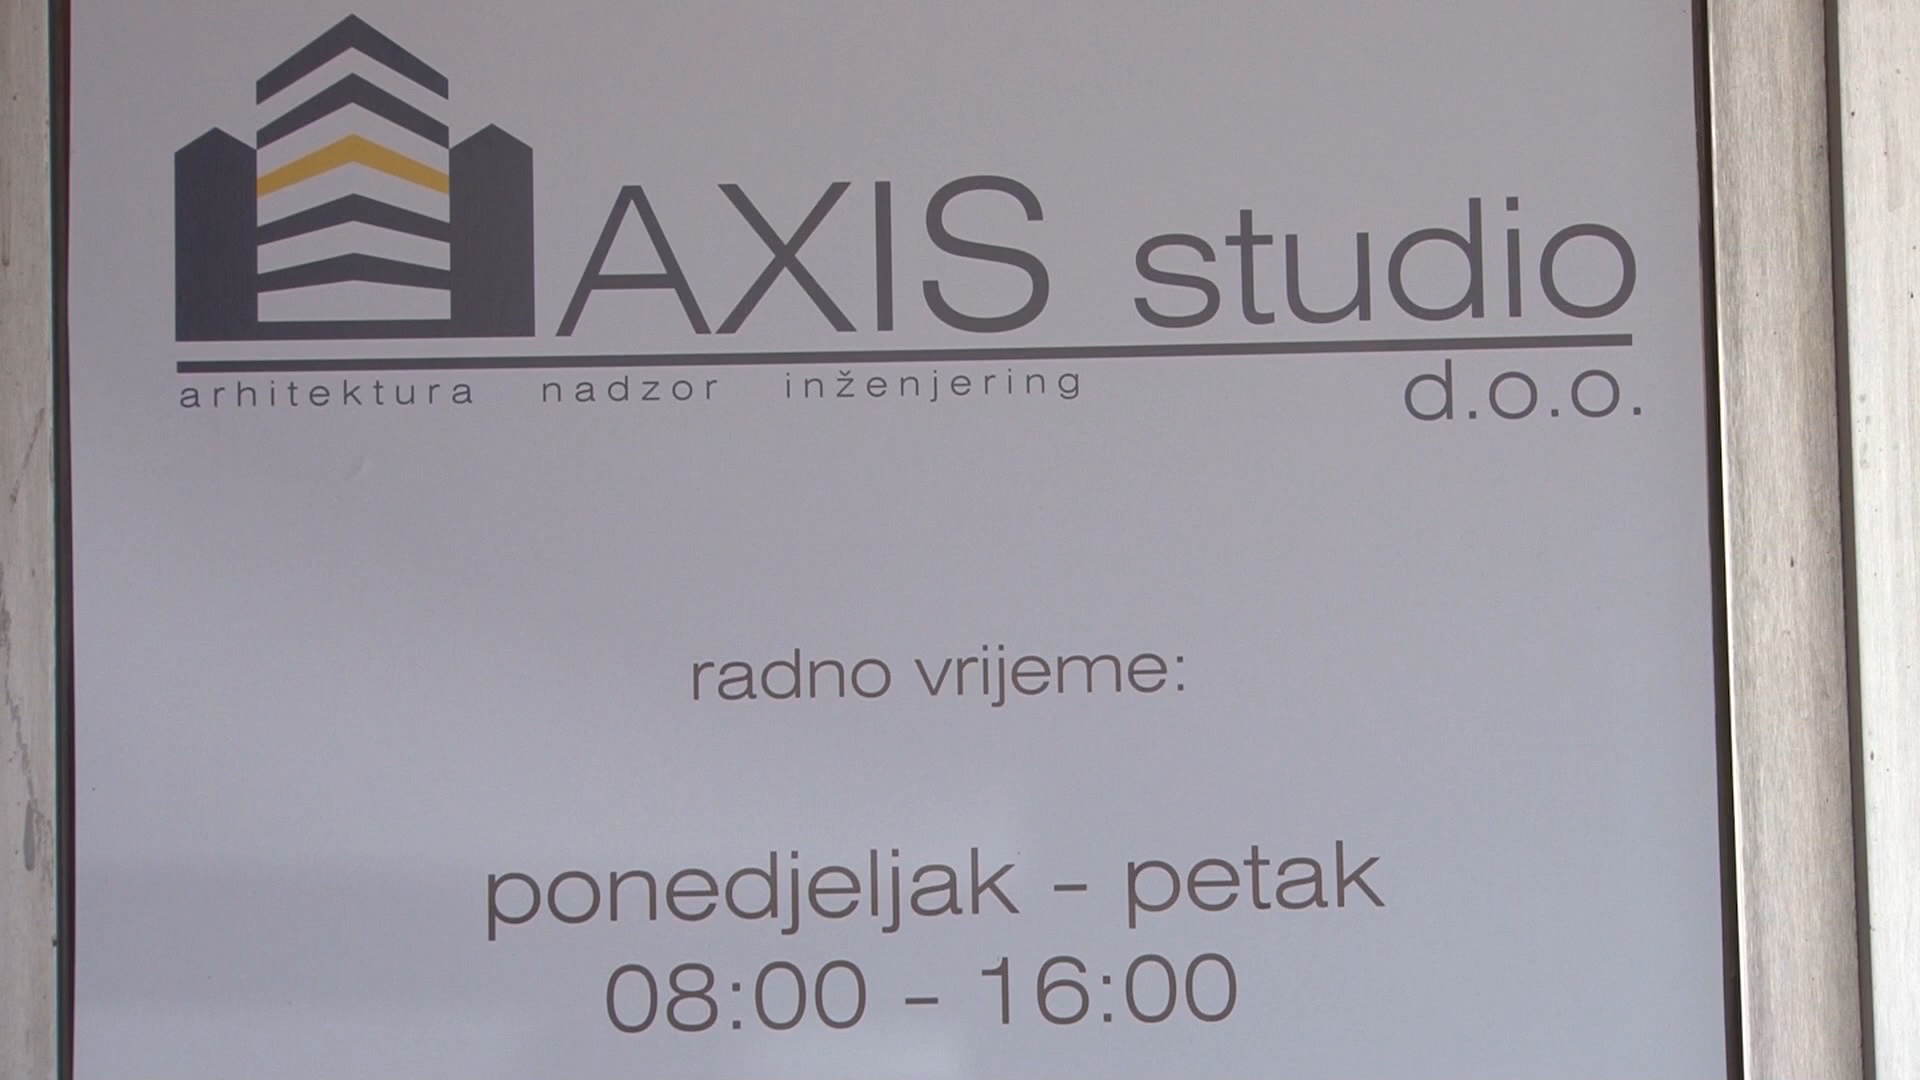 AXIS studio
d.o.o.
arhitektura nadzor inženjering
radno vrijeme:
ponedjeljak - petak
08:00 - 16:00